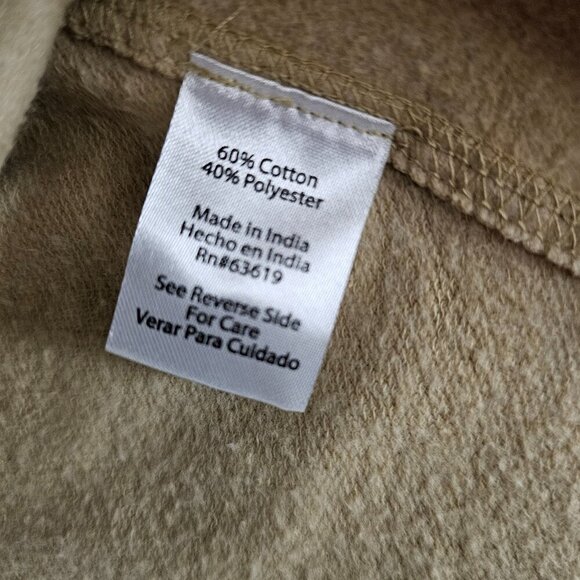 60% Cotton
40% Polyester
Made in India
Hecho en India
Rn#63619
See Reverse Side
For Care
Verar Para Cuidado